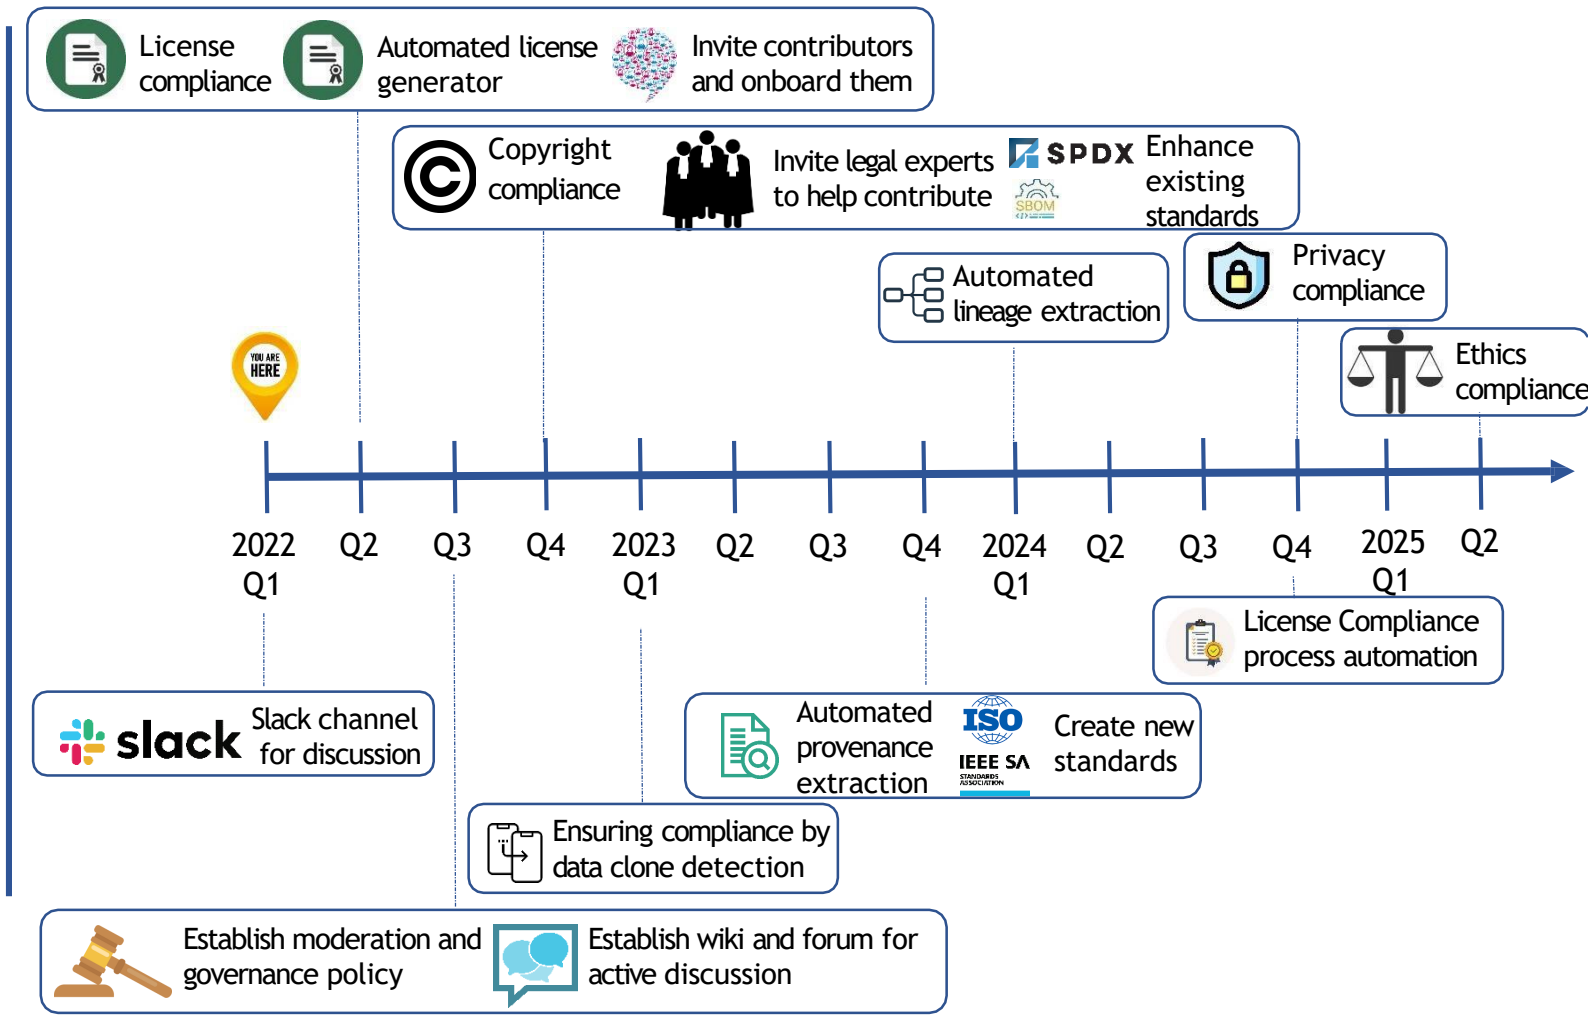 License
compliance
Automated license
generator
Invite contributors
and onboard them
Copyright
compliance
Invite legal experts
to help contribute
SPDX
SBOM
Enhance
existing
standards
Automated
lineage extraction
Privacy
compliance
Ethics
compliance
YOU ARE
HERE
2022
Q1
Q2
Q3
Q4
2023
Q1
Q2
Q3
Q4
2024
Q1
Q2
Q3
Q4
2025
Q1
Q2
License Compliance
process automation
slack
Slack channel
for discussion
Automated
provenance
extraction
ISO
IEEE SA
STANDARDS
ASSOCIATION
Create new
standards
Ensuring compliance by
data clone detection
Establish moderation and
governance policy
Establish wiki and forum for
active discussion